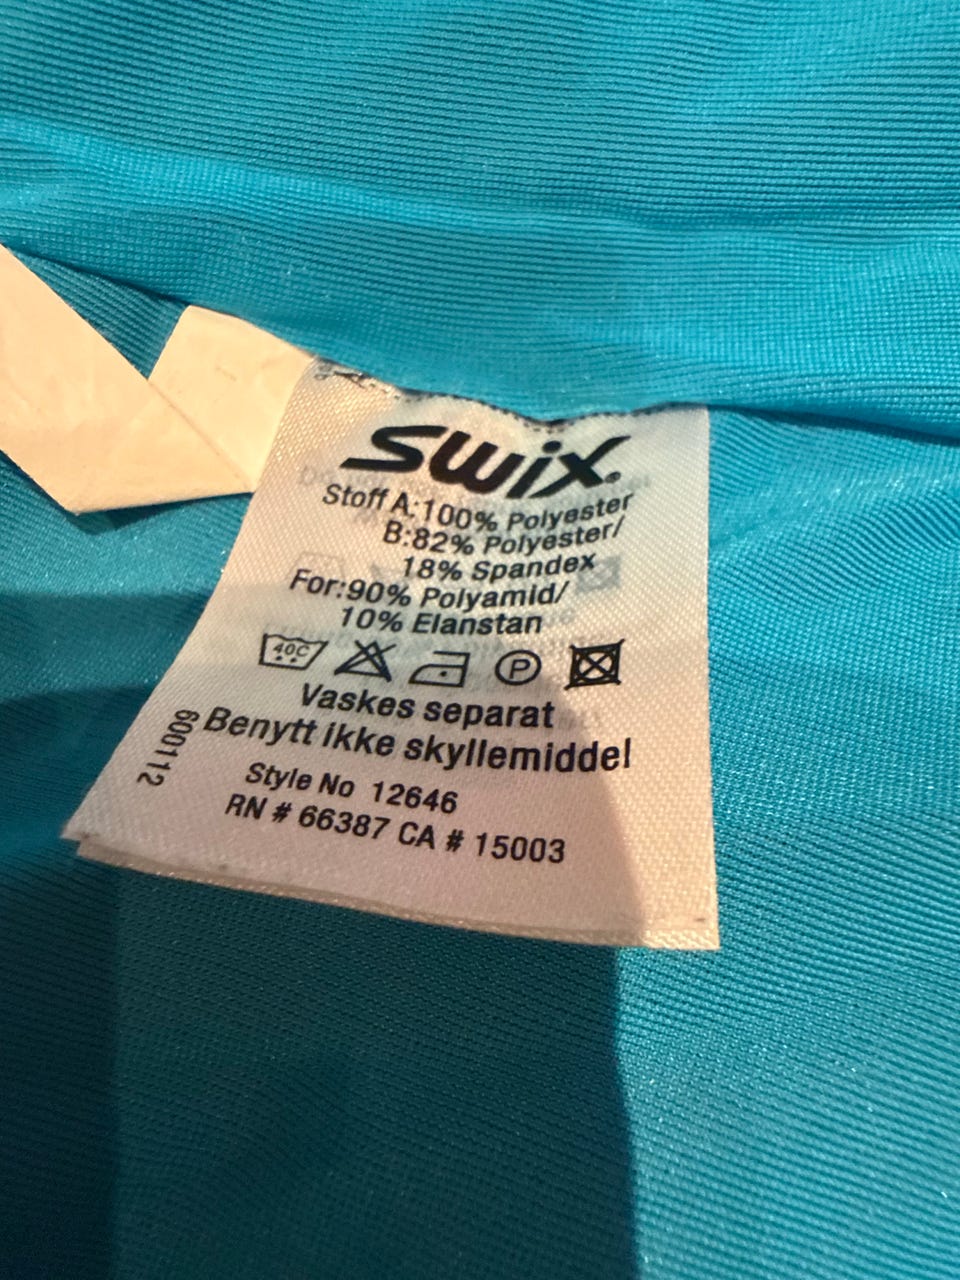 swix®
Stoff A:100% Polyester
B:82% Polyester/
18% Spandex
For:90% Polyamid/
10% Elanstan
40C P
Vaskes separat
Benytt ikke skyllemiddel
600112
Style No 12646
RN # 66387 CA # 15003